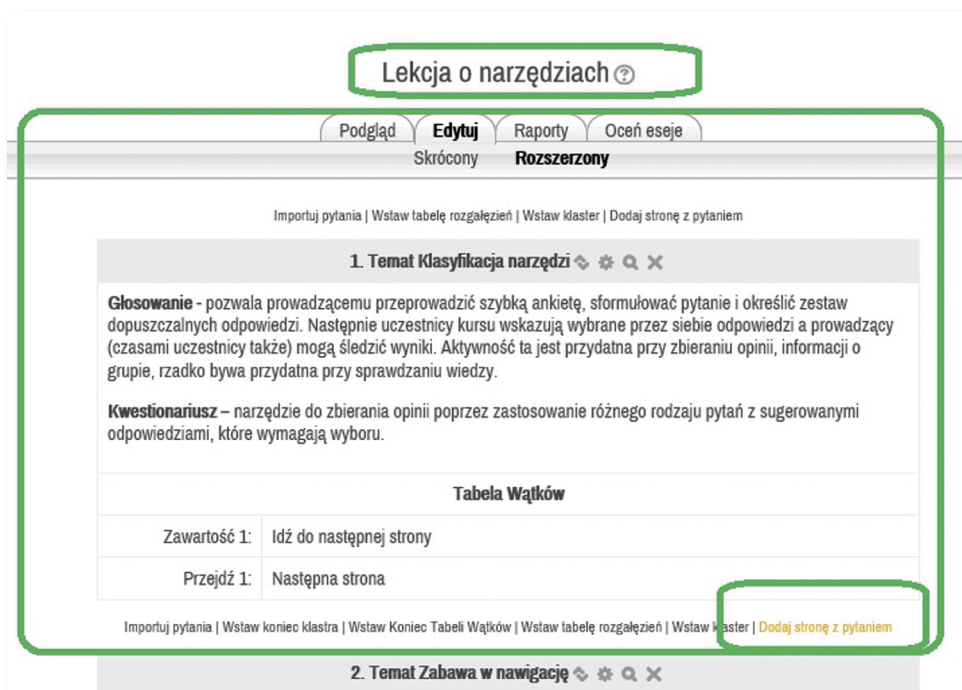 Lekcja o narzędziach ?
Podgląd Edytuj Raporty Oceń eseje
Skrócony Rozszerzony
Importuj pytania | Wstaw tabelę rozgałęzień | Wstaw klaster | Dodaj stronę z pytaniem
1. Temat Klasyfikacja narzędzi
Głosowanie - pozwala prowadzącemu przeprowadzić szybką ankietę, sformułować pytanie i określić zestaw
dopuszczalnych odpowiedzi. Następnie uczestnicy kursu wskazują wybrane przez siebie odpowiedzi a prowadzący
(czasami uczestnicy także) mogą śledzić wyniki. Aktywność ta jest przydatna przy zbieraniu opinii, informacji o
grupie, rzadko bywa przydatna przy sprawdzaniu wiedzy.
Kwestionariusz – narzędzie do zbierania opinii poprzez zastosowanie różnego rodzaju pytań z sugerowanymi
odpowiedziami, które wymagają wyboru.
Tabela Wątków
Zawartość 1: Idź do następnej strony
Przejdź 1: Następna strona
Importuj pytania | Wstaw koniec klastra | Wstaw Koniec Tabeli Wątków | Wstaw tabelę rozgałęzień | Wstaw klaster | Dodaj stronę z pytaniem
2. Temat Zabawa w nawigację